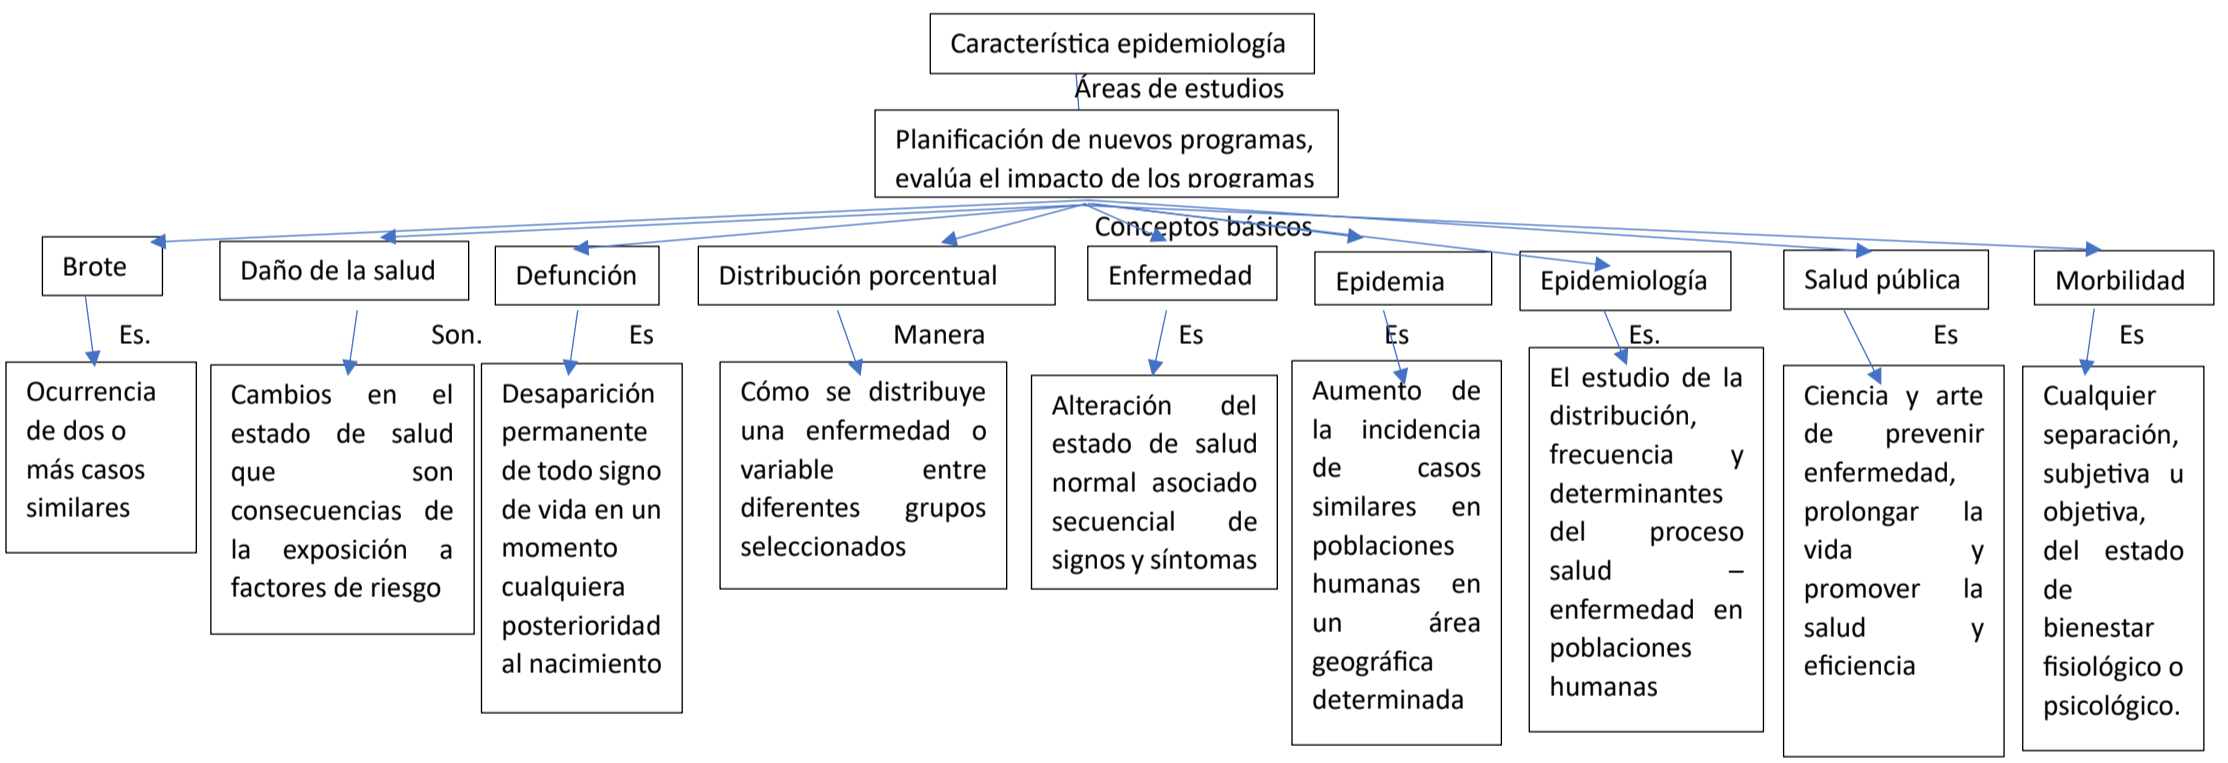 Característica epidemiología
Áreas de estudios
Planificación de nuevos programas,
evalúa el impacto de los programas
Conceptos básicos
Brote
Daño de la salud
Defunción
Distribución porcentual
Enfermedad
Epidemia
Epidemiología
Salud pública
Morbilidad
Es.
Son.
Es
Manera
Es
Es
Es.
Es
Es
Ocurrencia
de dos o
más casos
similares
Cambios en el
estado de salud
que son
consecuencias de
la exposición a
factores de riesgo
Desaparición
permanente
de todo signo
de vida en un
momento
cualquiera
posterioridad
al nacimiento
Cómo se distribuye
una enfermedad o
variable entre
diferentes grupos
seleccionados
Alteración del
estado de salud
normal asociado
secuencial de
signos y síntomas
Aumento de
la incidencia
de casos
similares en
poblaciones
humanas en
un área
geográfica
determinada
El estudio de la
distribución,
frecuencia y
determinantes
del proceso
salud –
enfermedad en
poblaciones
humanas
Ciencia y arte
de prevenir
enfermedad,
prolongar la
vida y
promover la
salud y
eficiencia
Cualquier
separación,
subjetiva u
objetiva,
del estado
de
bienestar
fisiológico o
psicológico.